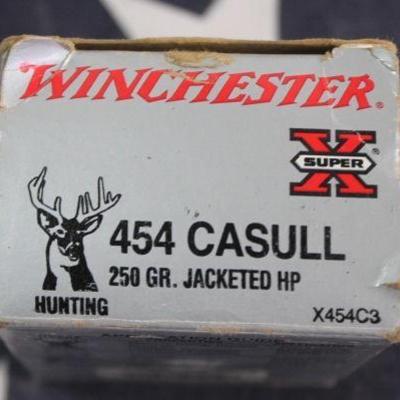 WINCHESTER®
SUPER X
454 CASULL
250 GR. JACKETED HP
HUNTING
X454C3